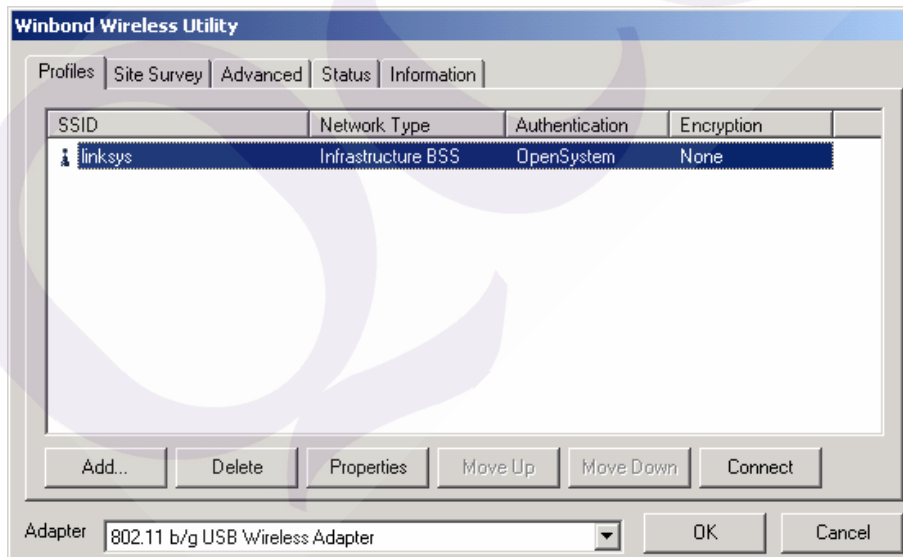 Winbond Wireless Utility
Profiles Site Survey Advanced Status Information
SSID Network Type Authentication Encryption
linksys Infrastructure BSS OpenSystem None
Add... Delete Properties Move Up Move Down Connect
Adapter 802.11 b/g USB Wireless Adapter OK Cancel